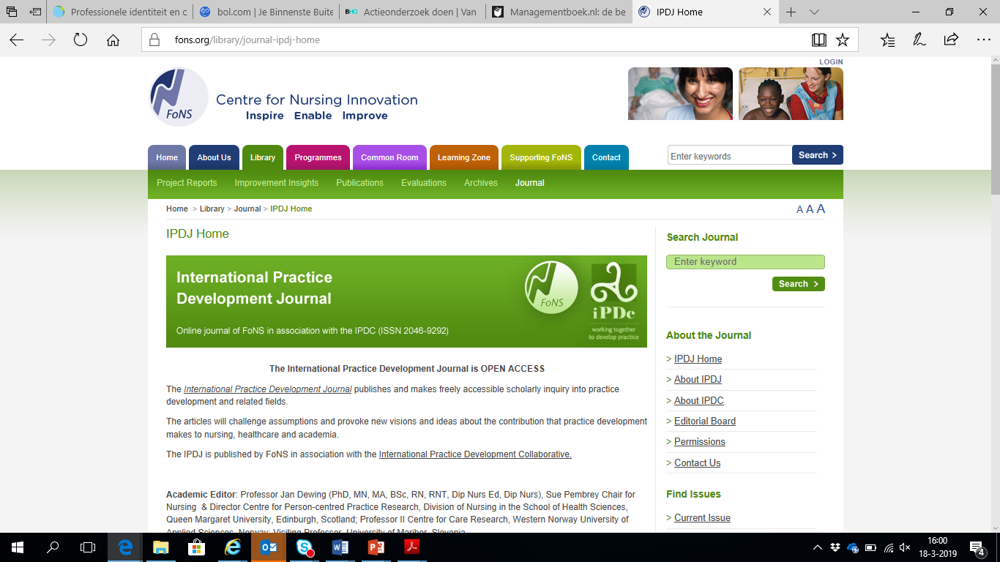 Professionele identiteit en c
bol.com | Je Binnenste Buite
BHO
Actieonderzoek doen | Van
Managementboek.nl: de be
IPDJ Home
fons.org/library/journal-ipdj-home
LOGIN
FoNS
Centre for Nursing Innovation
Inspire Enable Improve
Home
About Us
Library
Programmes
Common Room
Learning Zone
Supporting FoNS
Contact
Enter keywords
Search >
Project Reports
Improvement Insights
Publications
Evaluations
Archives
Journal
Home > Library > Journal > IPDJ Home
A A A
IPDJ Home
International Practice
Development Journal
Online journal of FoNS in association with the IPDC (ISSN 2046-9292)
FoNS
iPDc
working together
to develop practice
The International Practice Development Journal is OPEN ACCESS
The International Practice Development Journal publishes and makes freely accessible scholarly inquiry into practice
development and related fields.
The articles will challenge assumptions and provoke new visions and ideas about the contribution that practice development
makes to nursing, healthcare and academia.
The IPDJ is published by FoNS in association with the International Practice Development Collaborative.
Academic Editor: Professor Jan Dewing (PhD, MN, MA, BSc, RN, RNT, Dip Nurs Ed, Dip Nurs), Sue Pembrey Chair for
Nursing & Director Centre for Person-centred Practice Research, Division of Nursing in the School of Health Sciences,
Queen Margaret University, Edinburgh, Scotland; Professor II Centre for Care Research, Western Norway University of
Applied Sciences, Norway; Visiting Professor, University of Maribor, Slovenia
Search Journal
Enter keyword
Search >
About the Journal
> IPDJ Home
> About IPDJ
> About IPDC
> Editorial Board
> Permissions
> Contact Us
Find Issues
> Current Issue
16:00
18-3-2019
4